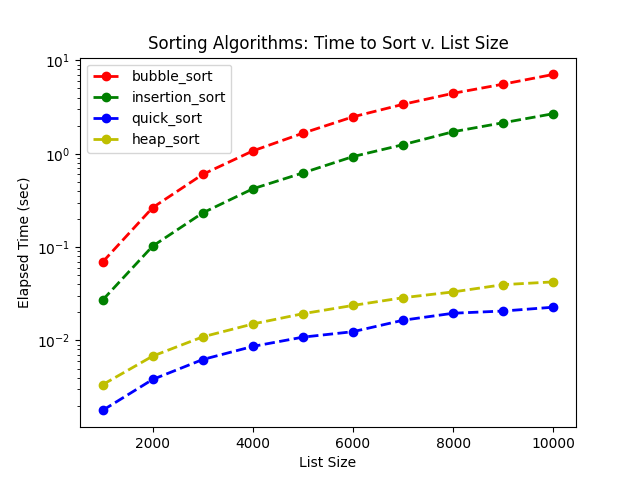 Sorting Algorithms: Time to Sort v. List Size
bubble_sort
insertion_sort
quick_sort
heap_sort
10¹
10⁰
10⁻¹
10⁻²
Elapsed Time (sec)
2000 4000 6000 8000 10000
List Size